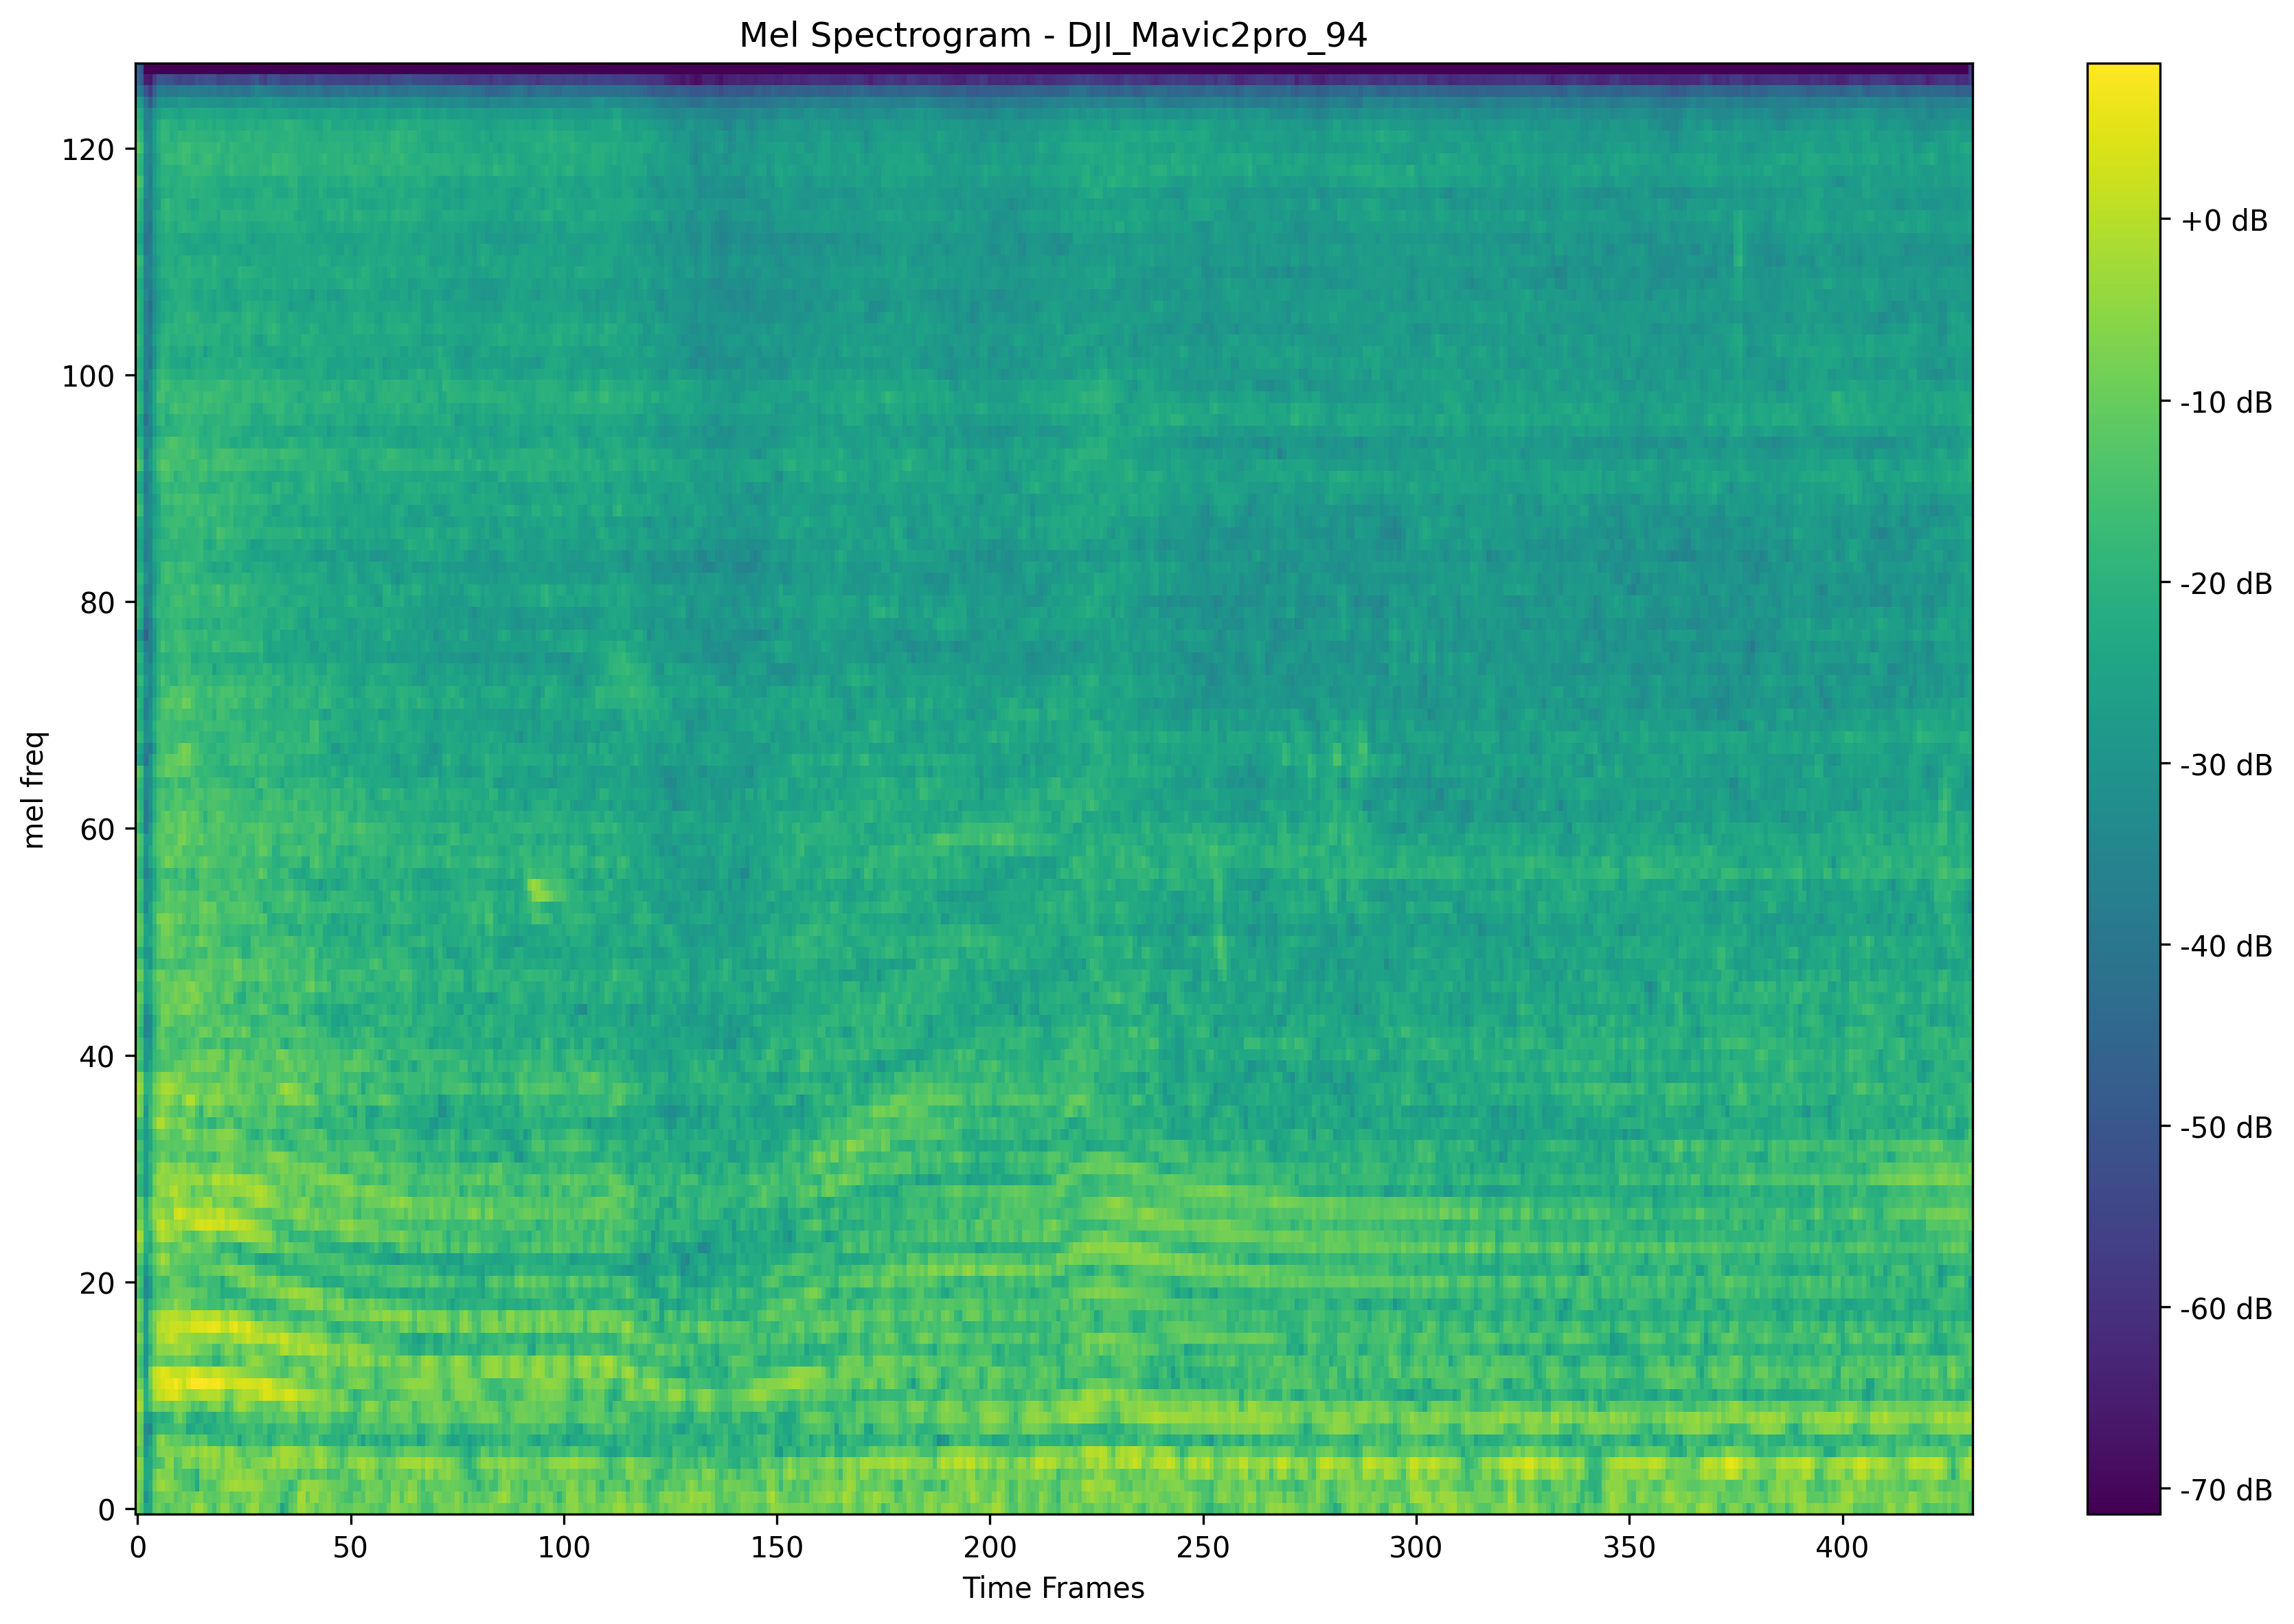 Mel Spectrogram - DJI_Mavic2pro_94
mel freq
120
100
80
60
40
20
0
0 50 100 150 200 250 300 350 400
Time Frames
+0 dB
-10 dB
-20 dB
-30 dB
-40 dB
-50 dB
-60 dB
-70 dB